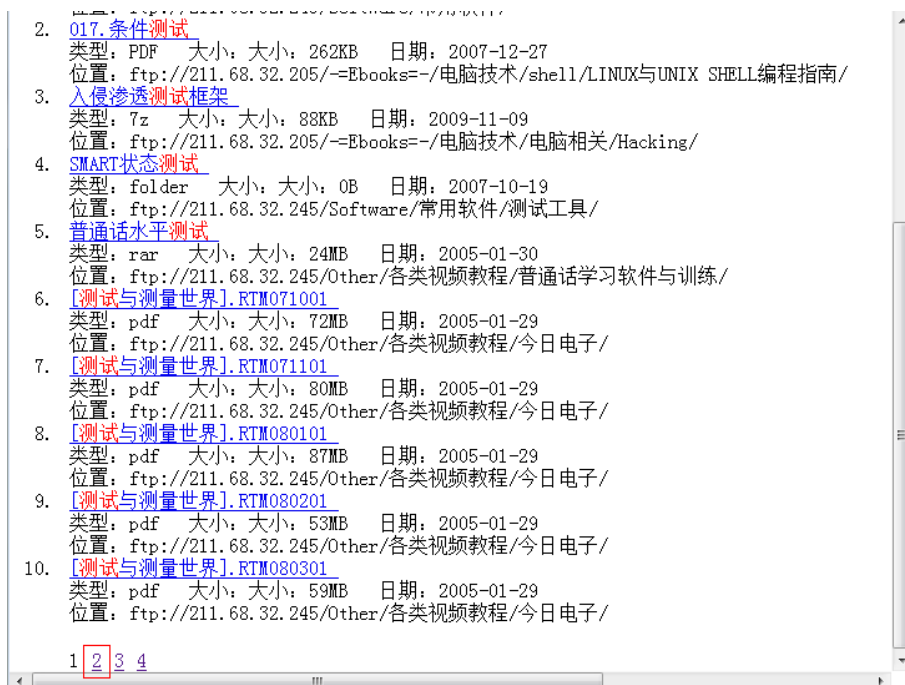 2. 017.条件测试
类型：PDF 大小：大小：262KB 日期：2007-12-27
位置：ftp://211.68.32.205/-=Ebooks=-/电脑技术/shell/LINUX与UNIX SHELL编程指南/
3. 入侵渗透测试框架
类型：7z 大小：大小：88KB 日期：2009-11-09
位置：ftp://211.68.32.205/-=Ebooks=-/电脑技术/电脑相关/Hacking/
4. SMART状态测试
类型：folder 大小：大小：0B 日期：2007-10-19
位置：ftp://211.68.32.245/Software/常用软件/测试工具/
5. 普通话水平测试
类型：rar 大小：大小：24MB 日期：2005-01-30
位置：ftp://211.68.32.245/Other/各类视频教程/普通话学习软件与训练/
6. [测试与测量世界].RTM071001
类型：pdf 大小：大小：72MB 日期：2005-01-29
位置：ftp://211.68.32.245/Other/各类视频教程/今日电子/
7. [测试与测量世界].RTM071101
类型：pdf 大小：大小：80MB 日期：2005-01-29
位置：ftp://211.68.32.245/Other/各类视频教程/今日电子/
8. [测试与测量世界].RTM080101
类型：pdf 大小：大小：87MB 日期：2005-01-29
位置：ftp://211.68.32.245/Other/各类视频教程/今日电子/
9. [测试与测量世界].RTM080201
类型：pdf 大小：大小：53MB 日期：2005-01-29
位置：ftp://211.68.32.245/Other/各类视频教程/今日电子/
10. [测试与测量世界].RTM080301
类型：pdf 大小：大小：59MB 日期：2005-01-29
位置：ftp://211.68.32.245/Other/各类视频教程/今日电子/
1 2 3 4